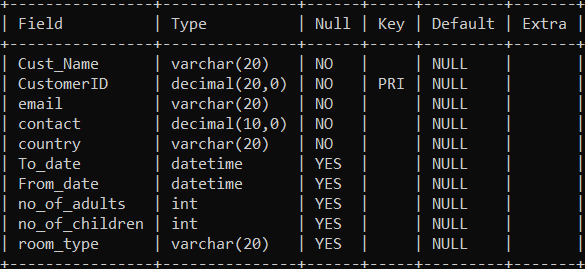 +----------------+---------------+------+-----+---------+-------+
| Field          | Type          | Null | Key | Default | Extra |
+----------------+---------------+------+-----+---------+-------+
| Cust_Name      | varchar(20)   | NO   |     | NULL    |       |
| CustomerID     | decimal(20,0) | NO   | PRI | NULL    |       |
| email          | varchar(20)   | NO   |     | NULL    |       |
| contact        | decimal(10,0) | NO   |     | NULL    |       |
| country        | varchar(20)   | NO   |     | NULL    |       |
| To_date        | datetime      | YES  |     | NULL    |       |
| From_date      | datetime      | YES  |     | NULL    |       |
| no_of_adults   | int           | YES  |     | NULL    |       |
| no_of_children | int           | YES  |     | NULL    |       |
| room_type      | varchar(20)   | YES  |     | NULL    |       |
+----------------+---------------+------+-----+---------+-------+